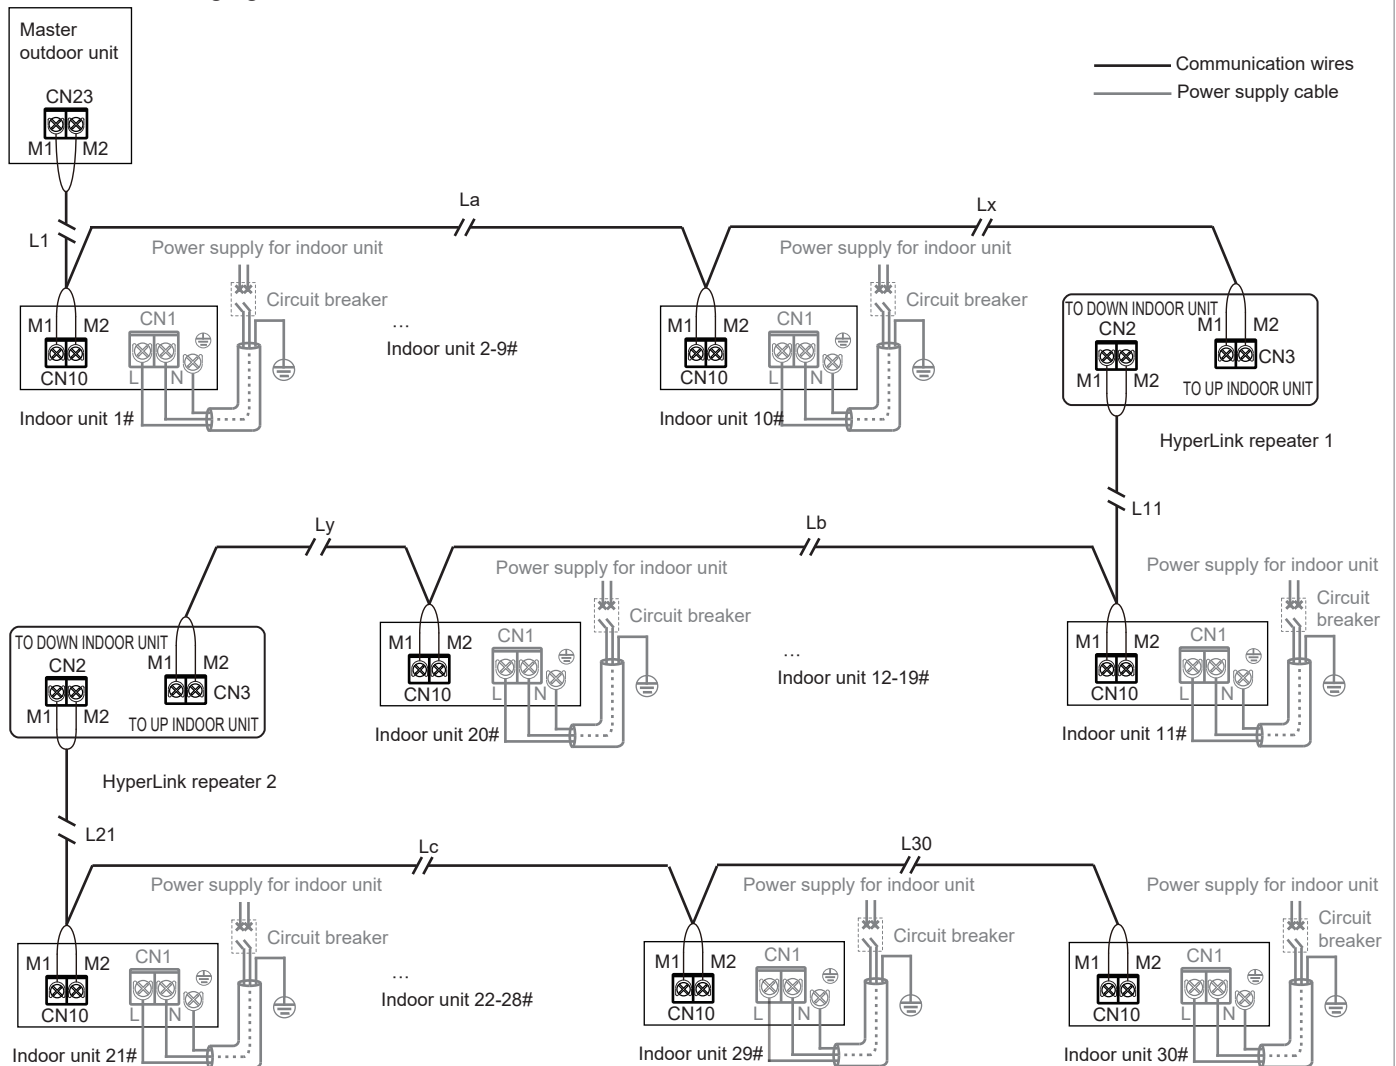 Master
outdoor unit
CN23
M1 M2
Communication wires
Power supply cable
L1
La
Lx
Power supply for indoor unit
Circuit breaker
M1 M2 CN1
CN10 L N
Indoor unit 1#
...
Indoor unit 2-9#
Power supply for indoor unit
Circuit breaker
M1 M2 CN1
CN10 L N
Indoor unit 10#
TO DOWN INDOOR UNIT
CN2
M1 M2
M1 M2
CN3
TO UP INDOOR UNIT
HyperLink repeater 1
L11
Ly
Lb
TO DOWN INDOOR UNIT
CN2
M1 M2
M1 M2
CN3
TO UP INDOOR UNIT
HyperLink repeater 2
Power supply for indoor unit
Circuit breaker
M1 M2 CN1
CN10 L N
Indoor unit 20#
...
Indoor unit 12-19#
Power supply for indoor unit
Circuit
breaker
M1 M2 CN1
CN10 L N
Indoor unit 11#
L21
Lc
L30
Power supply for indoor unit
Circuit breaker
M1 M2 CN1
CN10 L N
Indoor unit 21#
...
Indoor unit 22-28#
Power supply for indoor unit
Circuit breaker
M1 M2 CN1
CN10 L N
Indoor unit 29#
Power supply for indoor unit
Circuit
breaker
M1 M2 CN1
CN10 L N
Indoor unit 30#